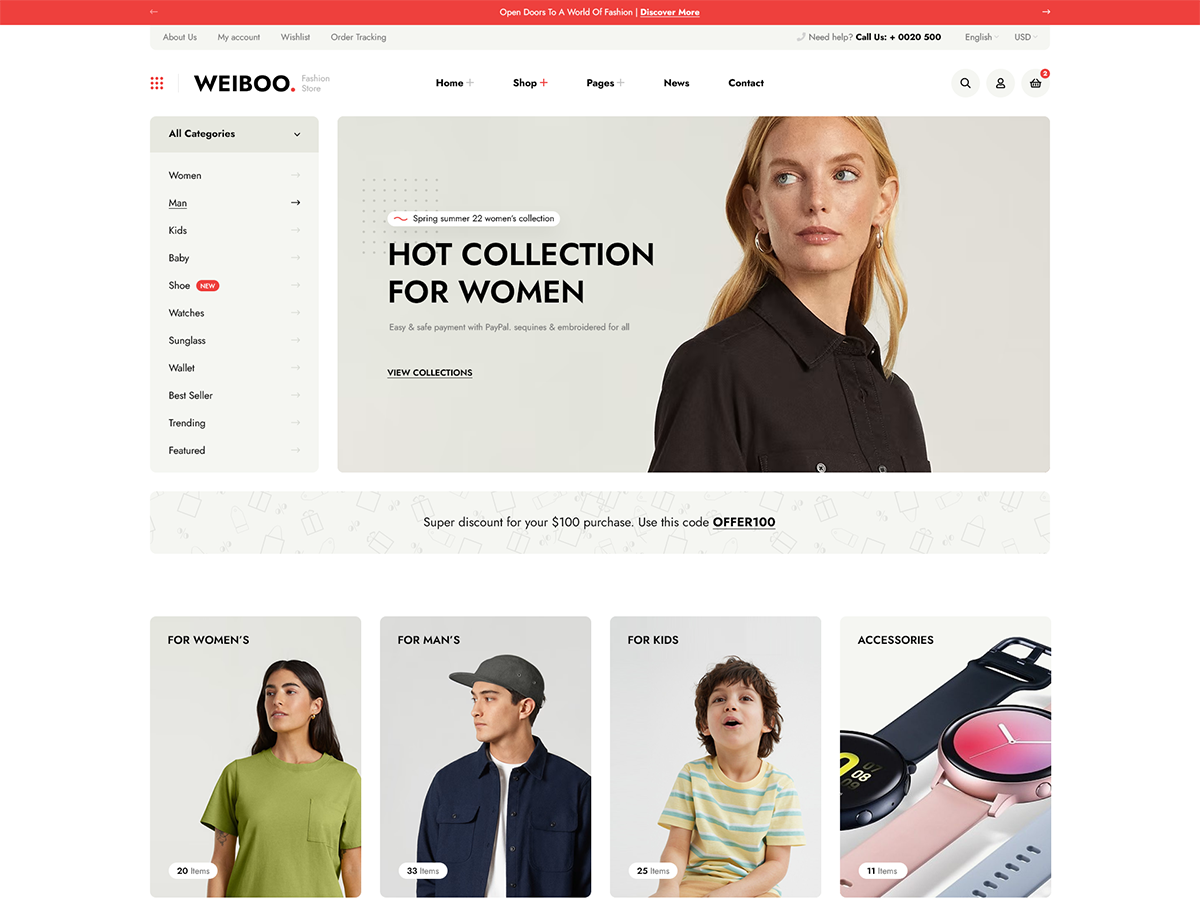 Open Doors To A World Of Fashion | Discover More
About Us
My account
Wishlist
Order Tracking
Need help? Call Us: + 0020 500
English
USD
WEIBOO.
Fashion
Store
Home
Shop
Pages
News
Contact
2
All Categories
Women
Man
Kids
Baby
Shoe NEW
Watches
Sunglass
Wallet
Best Seller
Trending
Featured
Spring summer 22 women's collection
HOT COLLECTION
FOR WOMEN
Easy & safe payment with PayPal. sequines & embroidered for all
VIEW COLLECTIONS
Super discount for your $100 purchase. Use this code OFFER100
FOR WOMEN'S
20 Items
FOR MAN'S
33 Items
FOR KIDS
25 Items
ACCESSORIES
07
08
09
11 Items